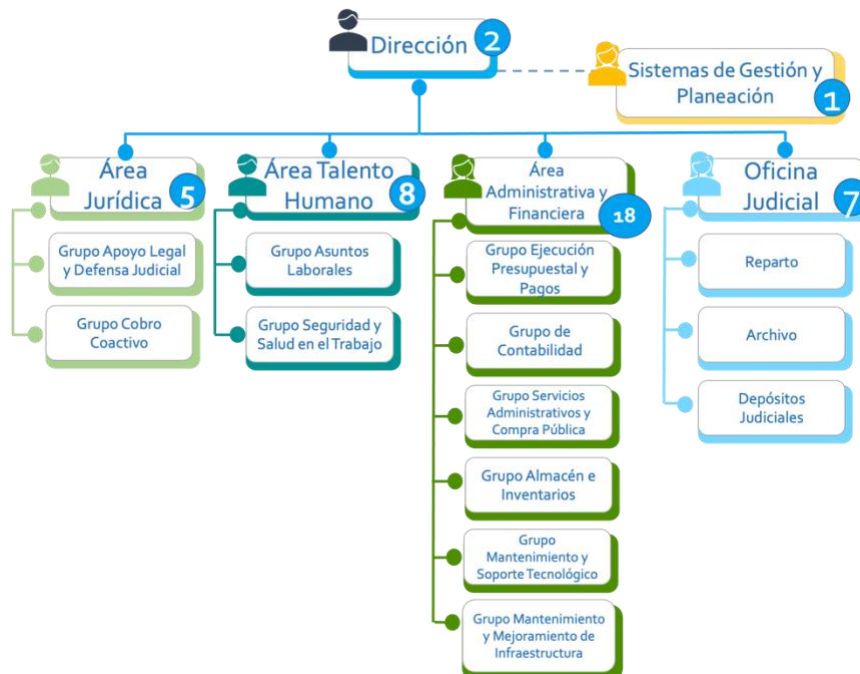 Dirección
2
Sistemas de Gestión y
Planeación
1
Área
Jurídica
5
Área Talento
Humano
8
Área
Administrativa y
Financiera
18
Oficina
Judicial
7
Grupo Apoyo Legal
y Defensa Judicial
Grupo Cobro
Coactivo
Grupo Asuntos
Laborales
Grupo Seguridad y
Salud en el Trabajo
Grupo Ejecución
Presupuestal y
Pagos
Grupo de
Contabilidad
Grupo Servicios
Administrativos y
Compra Pública
Grupo Almacén e
Inventarios
Grupo
Mantenimiento y
Soporte Tecnológico
Grupo Mantenimiento
y Mejoramiento de
Infraestructura
Reparto
Archivo
Depósitos
Judiciales